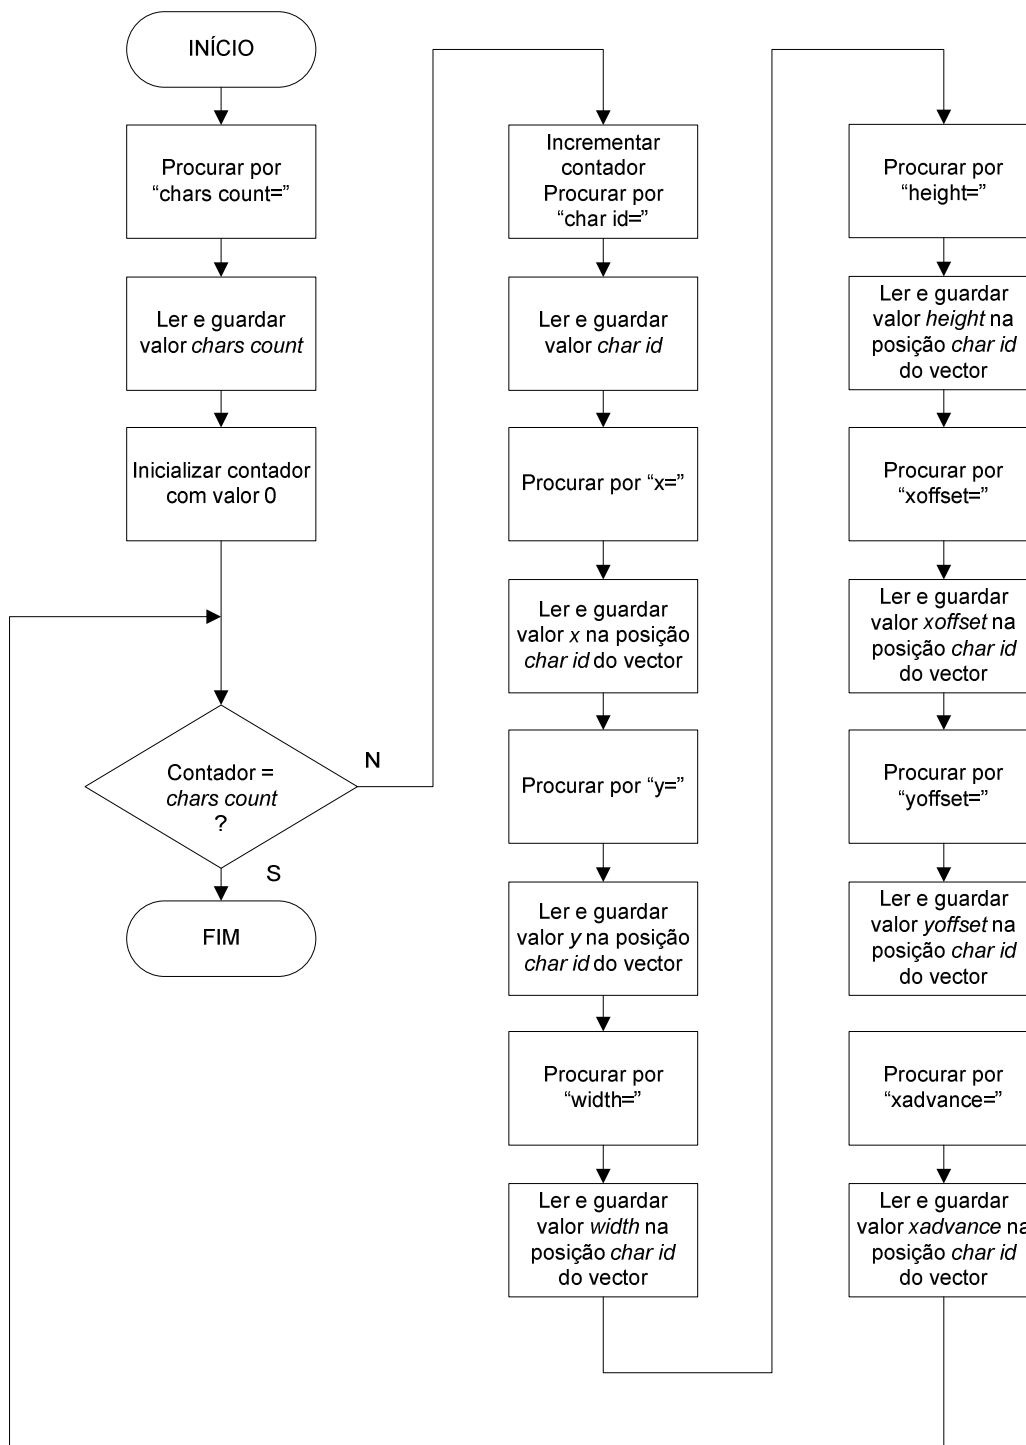 INÍCIO
Procurar por
“chars count=”
Ler e guardar
valor chars count
Inicializar contador
com valor 0
Contador =
chars count
?
N
S
FIM
Incrementar
contador
Procurar por
“char id=”
Ler e guardar
valor char id
Procurar por “x=”
Ler e guardar
valor x na posição
char id do vector
Procurar por “y=”
Ler e guardar
valor y na posição
char id do vector
Procurar por
“width=”
Ler e guardar
valor width na
posição char id
do vector
Procurar por
“height=”
Ler e guardar
valor height na
posição char id
do vector
Procurar por
“xoffset=”
Ler e guardar
valor xoffset na
posição char id
do vector
Procurar por
“yoffset=”
Ler e guardar
valor yoffset na
posição char id
do vector
Procurar por
“xadvance=”
Ler e guardar
valor xadvance na
posição char id
do vector